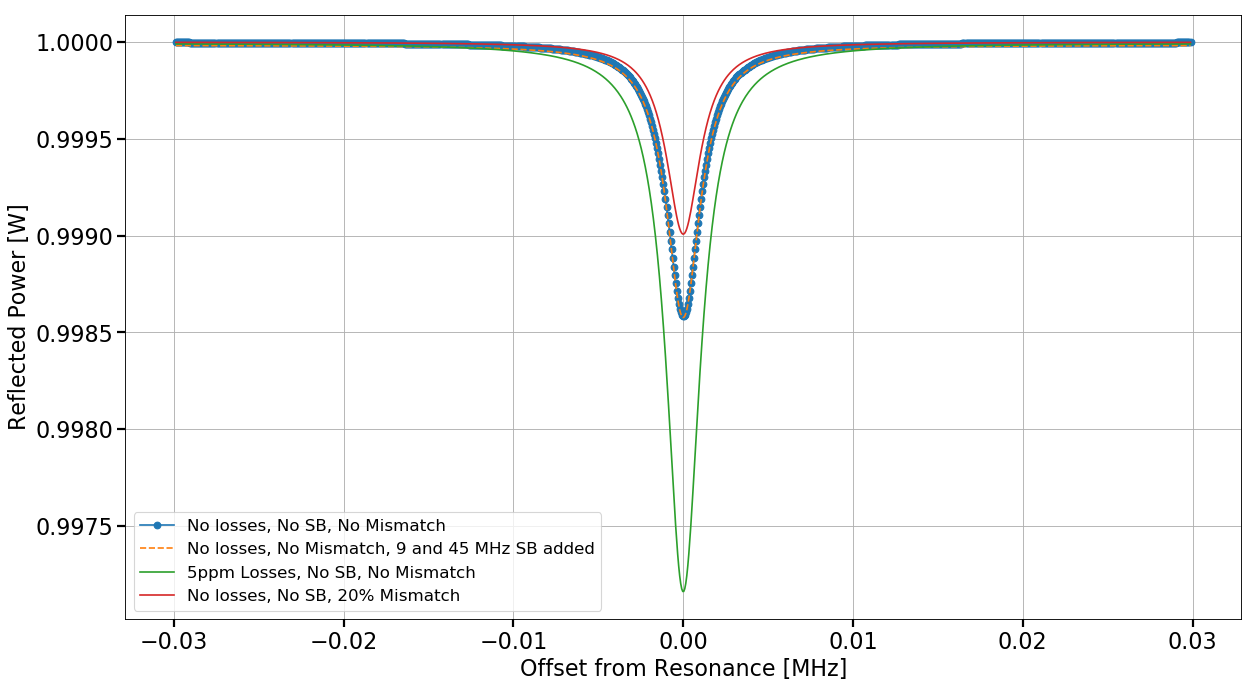 1.0000
0.9995
0.9990
0.9985
0.9980
0.9975
Reflected Power [W]
No losses, No SB, No Mismatch
No losses, No Mismatch, 9 and 45 MHz SB added
5ppm Losses, No SB, No Mismatch
No losses, No SB, 20% Mismatch
−0.03 −0.02 −0.01 0.00 0.01 0.02 0.03
Offset from Resonance [MHz]